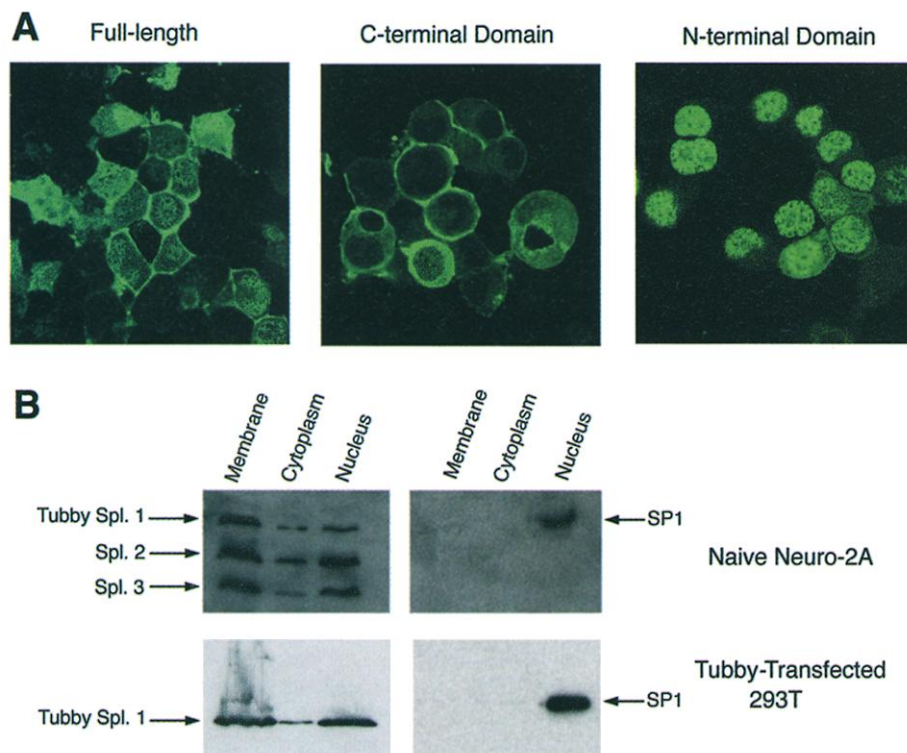 A
Full-length
C-terminal Domain
N-terminal Domain
B
Membrane
Cytoplasm
Nucleus
Membrane
Cytoplasm
Nucleus
Tubby Spl. 1
Spl. 2
Spl. 3
SP1
Naive Neuro-2A
Tubby Spl. 1
SP1
Tubby-Transfected
293T